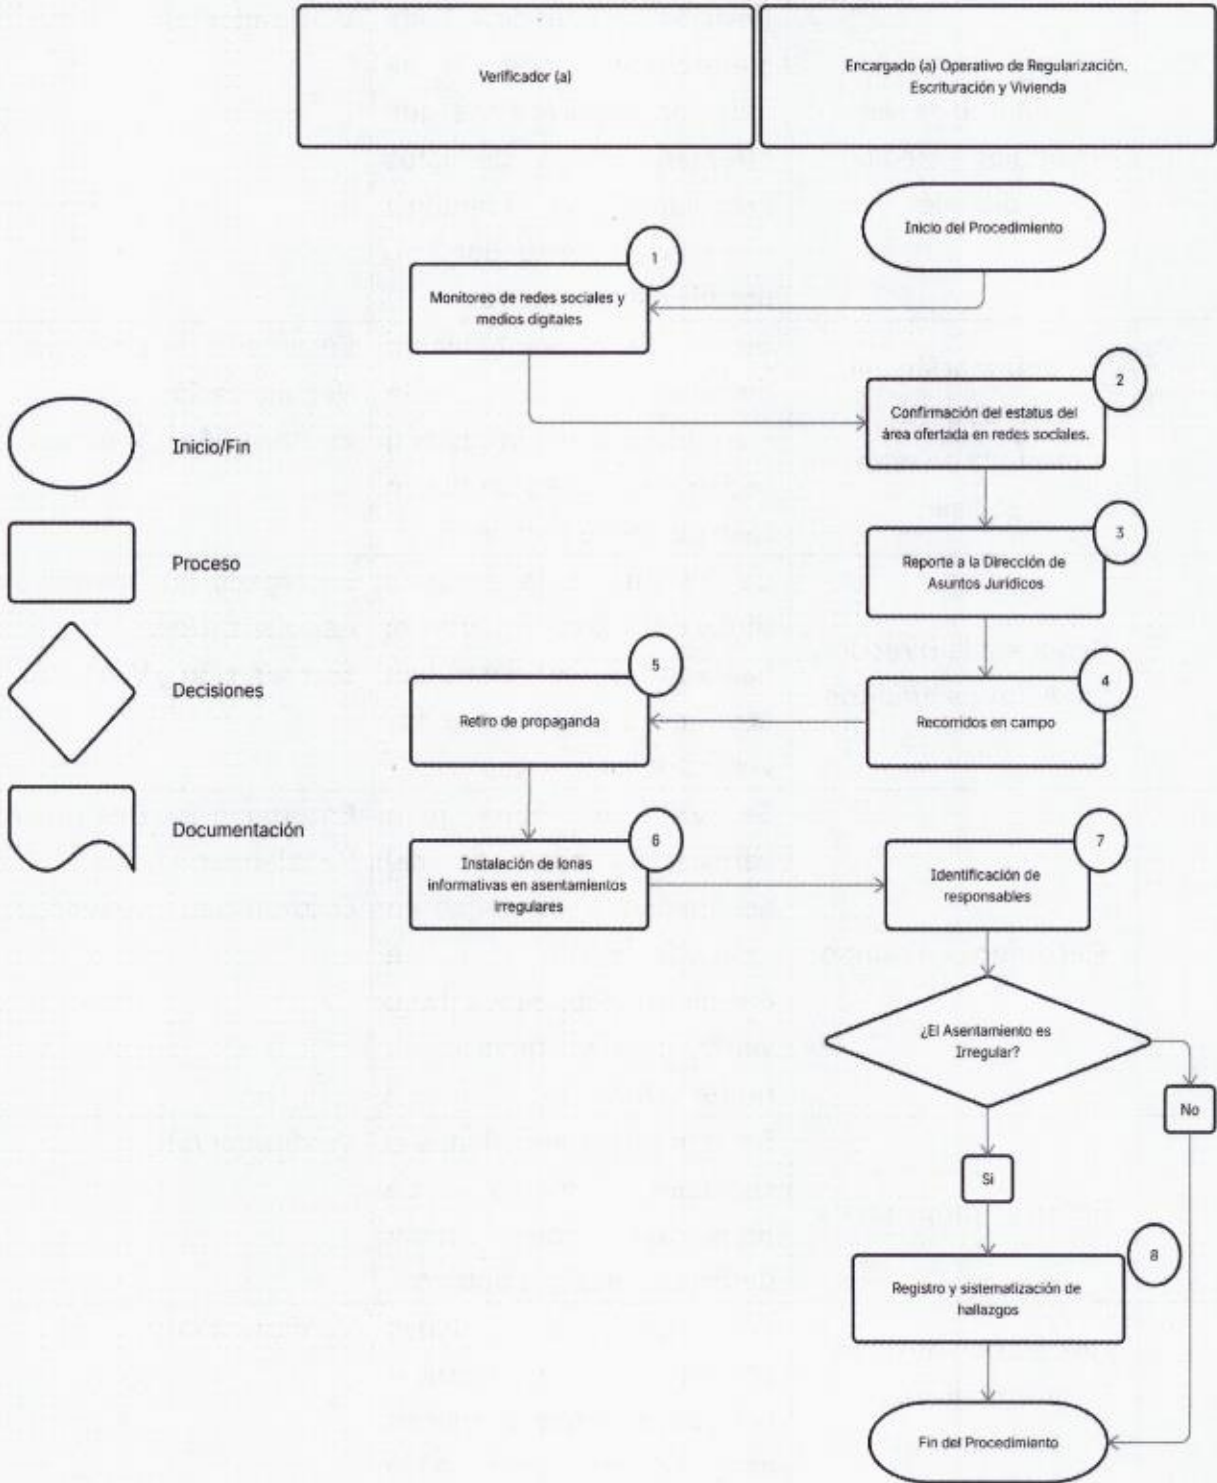 Verificador (a)
Encargado (a) Operativo de Regularización,
Escrituración y Vivienda
Inicio del Procedimiento
1
Monitoreo de redes sociales y
medios digitales
2
Confirmación del estatus del
área ofertada en redes sociales.
Inicio/Fin
3
Reporte a la Dirección de
Asuntos Jurídicos
Proceso
5
Retiro de propaganda
4
Recorridos en campo
Decisiones
Documentación
6
Instalación de lonas
informativas en asentamientos
irregulares
7
Identificación de
responsables
¿El Asentamiento es
Irregular?
No
Si
8
Registro y sistematización de
hallazgos
Fin del Procedimiento